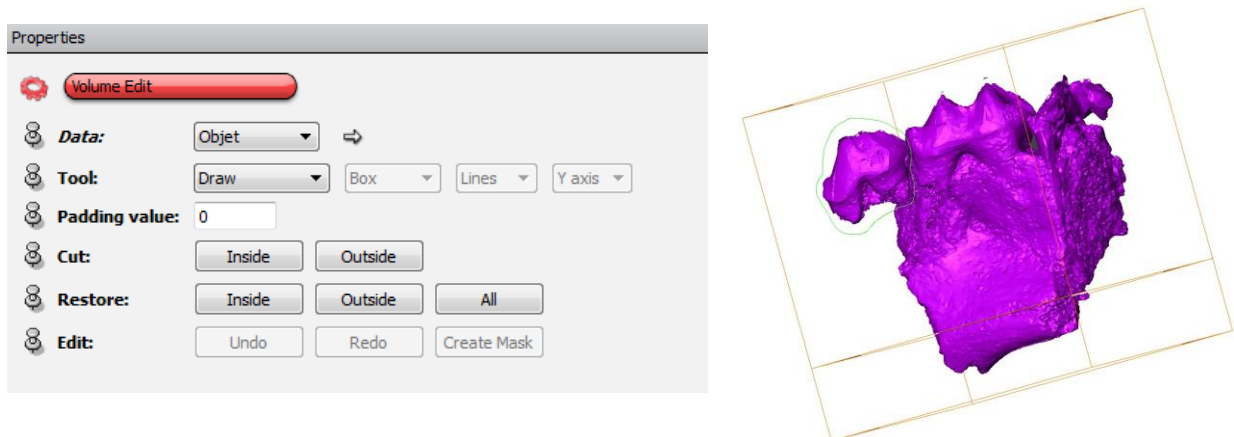 Properties
Volume Edit
Data: Objet
Tool: Draw Box Lines Y axis
Padding value: 0
Cut: Inside Outside
Restore: Inside Outside All
Edit: Undo Redo Create Mask